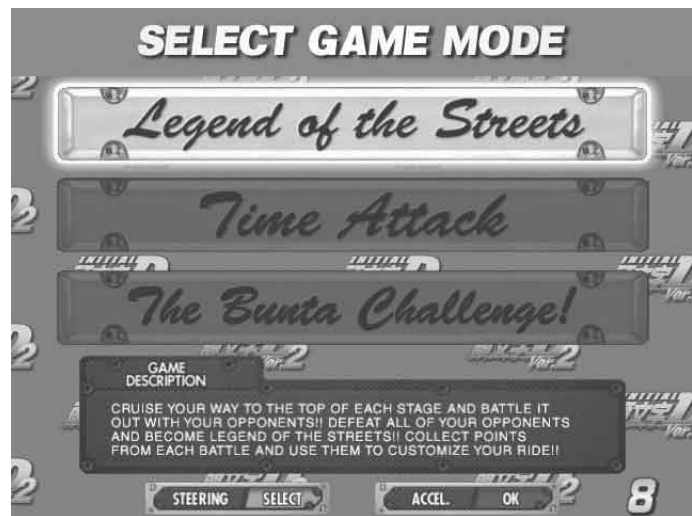 SELECT GAME MODE
Legend of the Streets
Time Attack
The Bunta Challenge!
GAME
DESCRIPTION
CRUISE YOUR WAY TO THE TOP OF EACH STAGE AND BATTLE IT
OUT WITH YOUR OPPONENTS!! DEFEAT ALL OF YOUR OPPONENTS
AND BECOME LEGEND OF THE STREETS!! COLLECT POINTS
FROM EACH BATTLE AND USE THEM TO CUSTOMIZE YOUR RIDE!!
STEERING SELECT ACCEL. OK 8